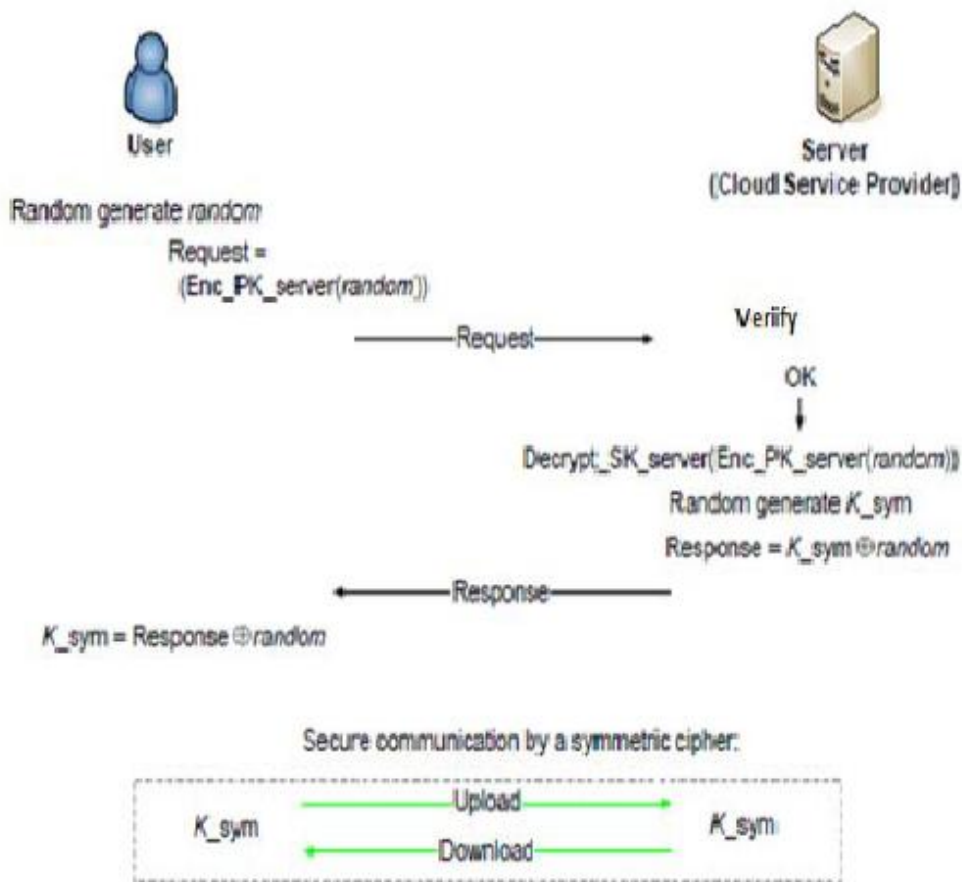 User
Server
(Cloud Service Provider)
Random generate random
Request =
(Enc_PK_server(random))
Request
Verify
OK
Decrypt_SK_server(Enc_PK_server(random))
Random generate K_sym
Response = K_sym ⊕ random
Response
K_sym = Response ⊕ random
Secure communication by a symmetric cipher:
K_sym
Upload
K_sym
Download